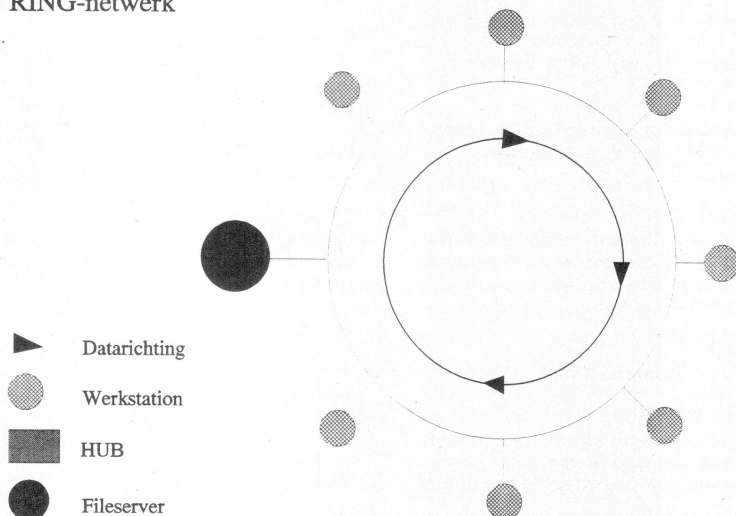 RING-netwerk
Datarichting
Werkstation
HUB
Fileserver